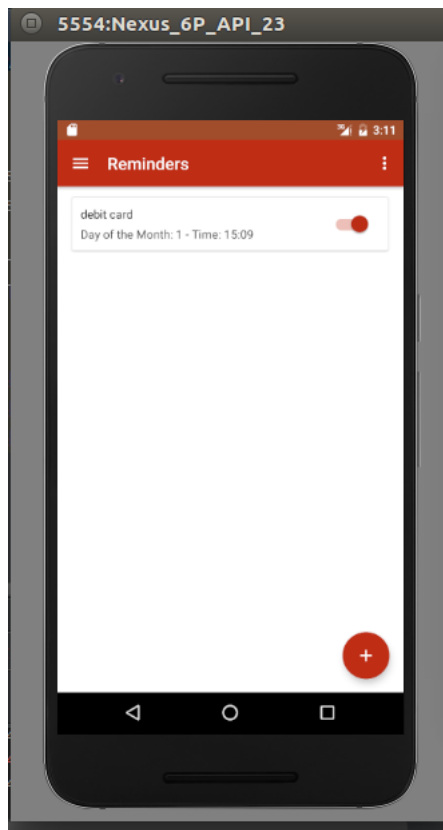 5554:Nexus_6P_API_23
3:11
Reminders
debit card
Day of the Month: 1 - Time: 15:09